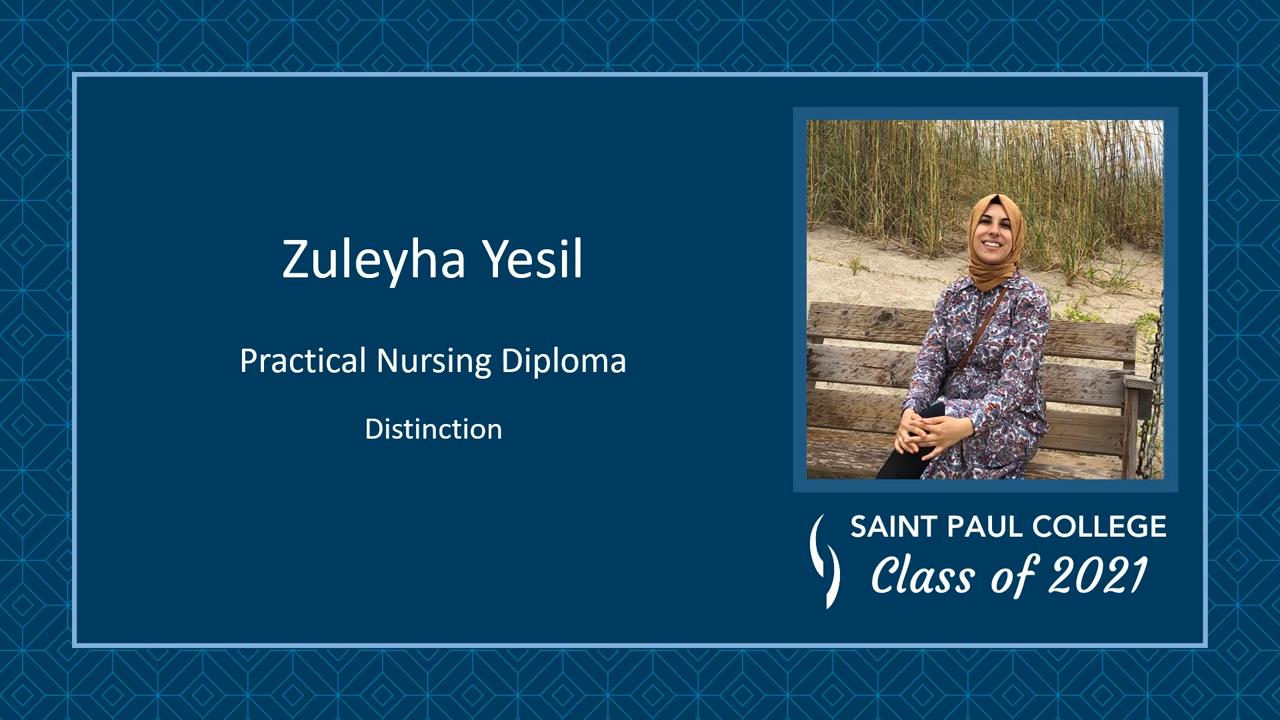 Zuleyha Yesil
Practical Nursing Diploma
Distinction
SAINT PAUL COLLEGE
Class of 2021